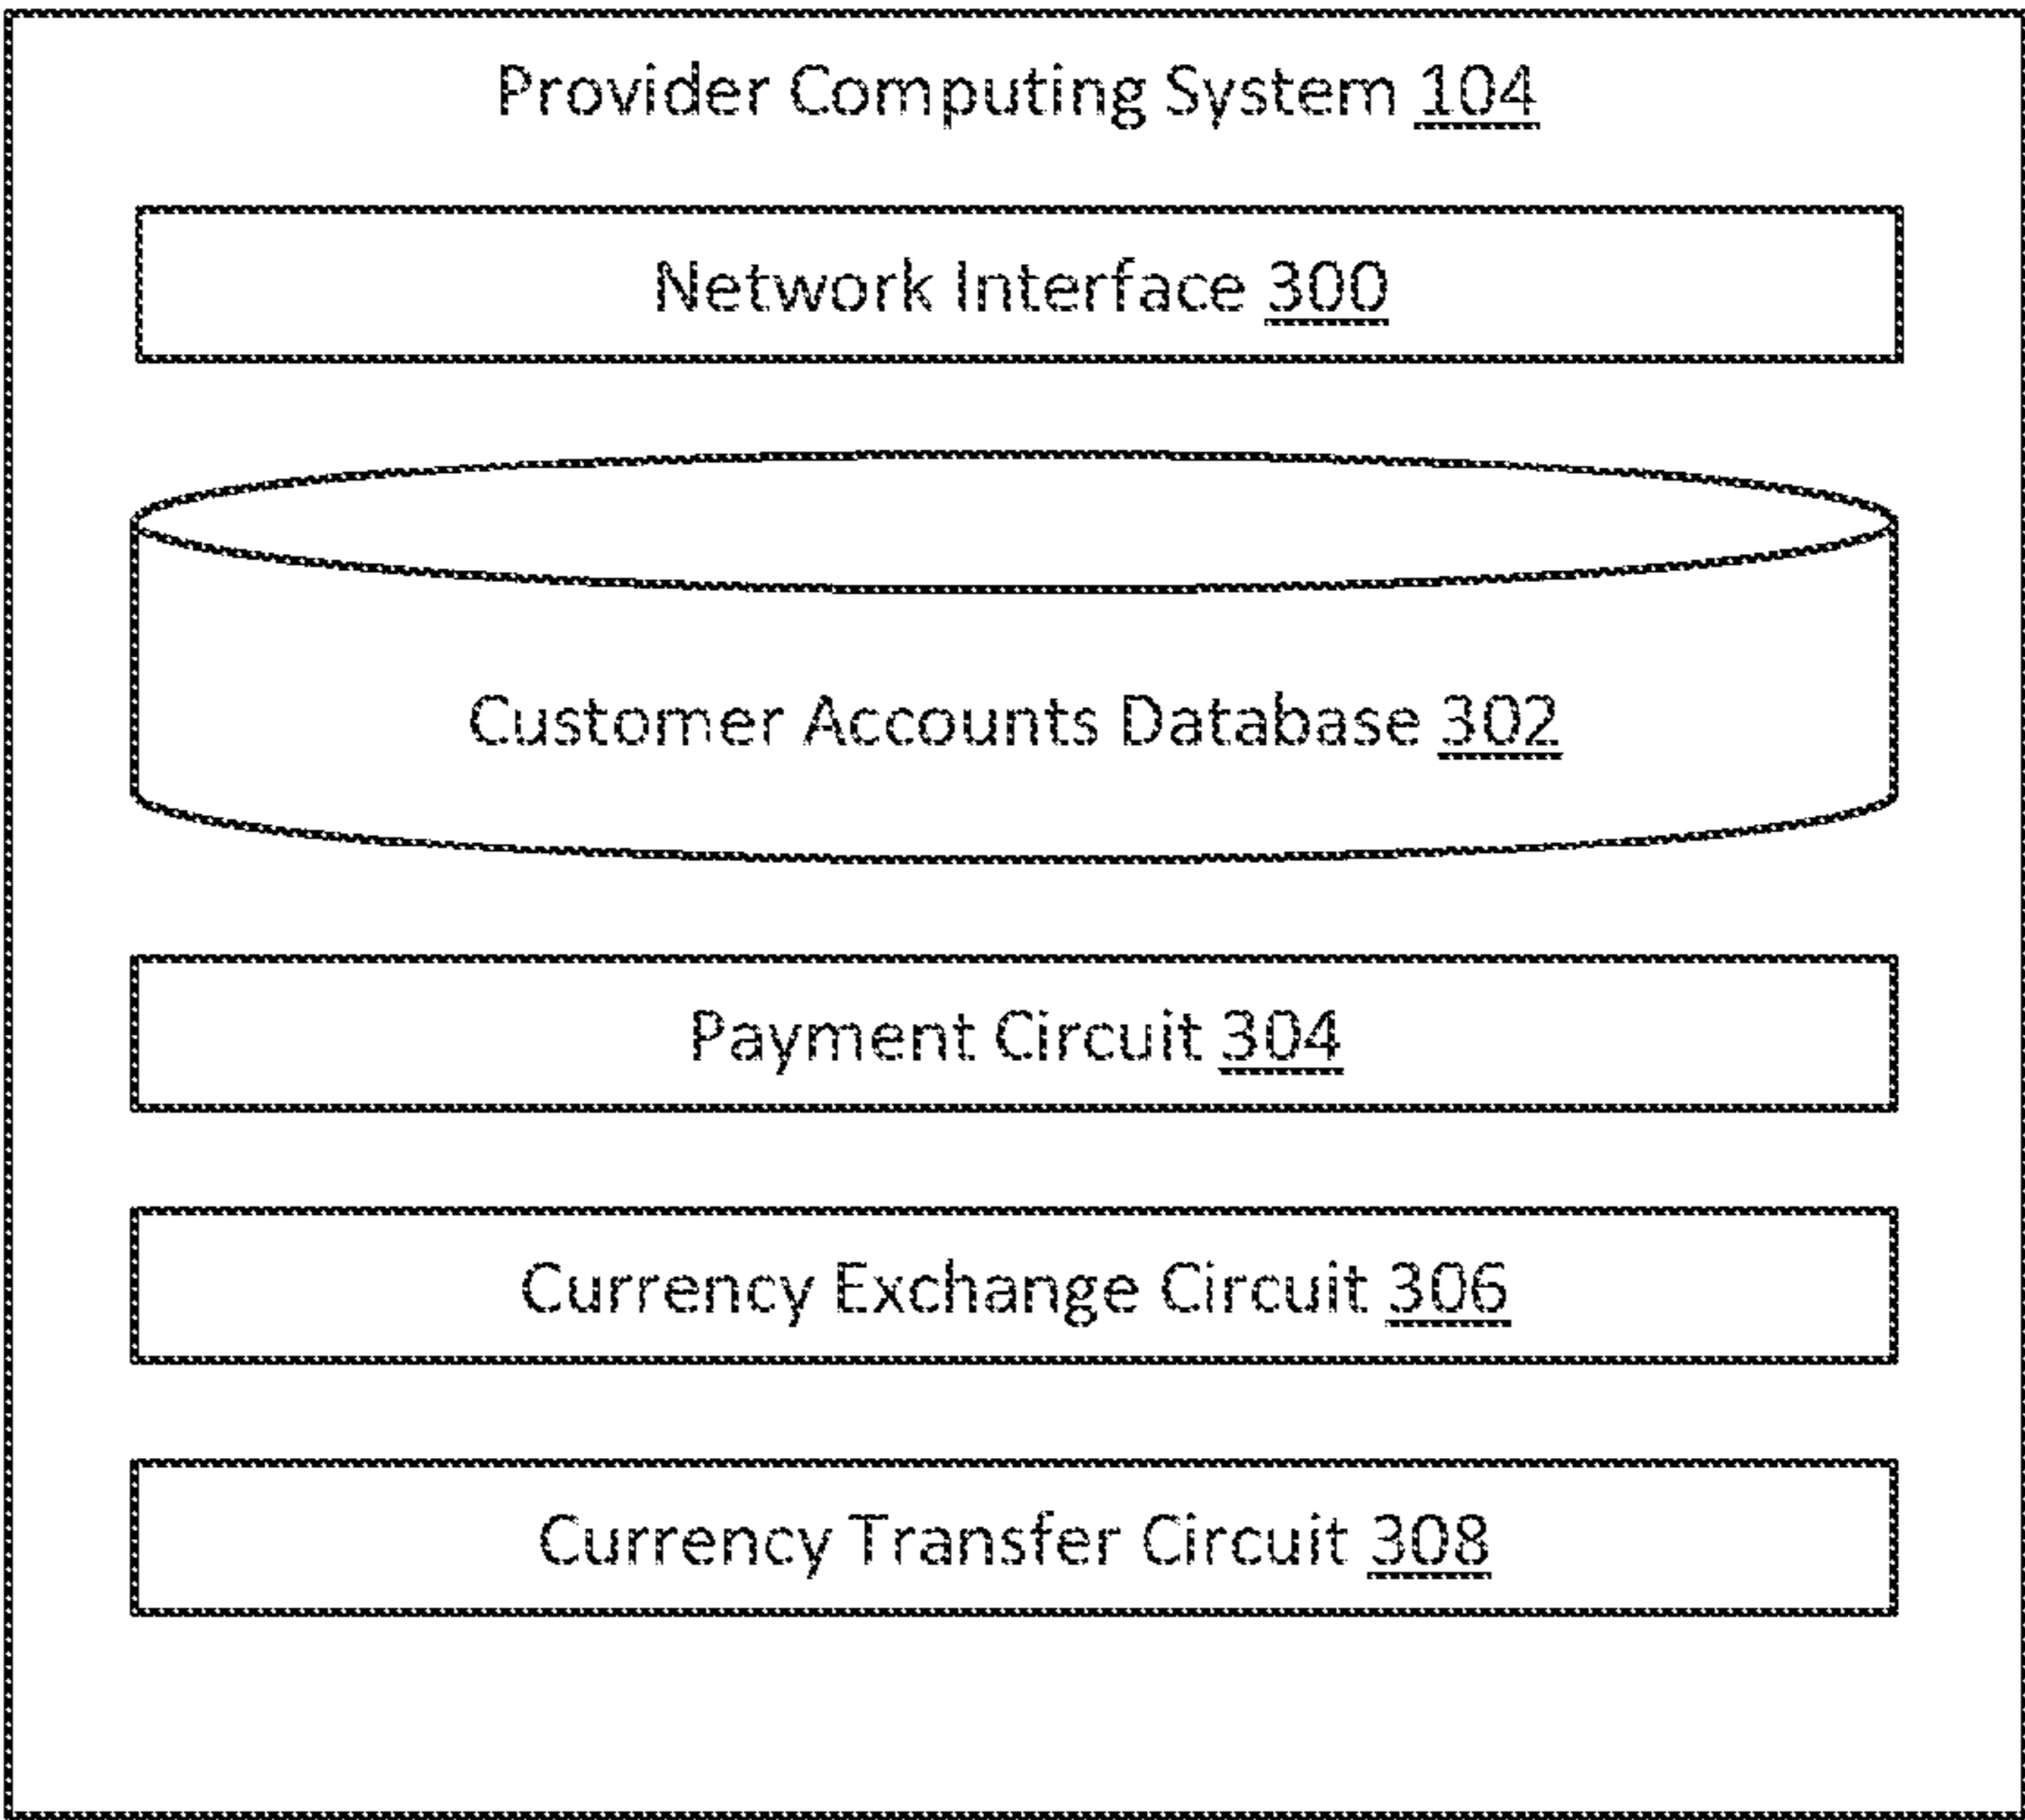 Provider Computing System 104
Network Interface 300
Customer Accounts Database 302
Payment Circuit 304
Currency Exchange Circuit 306
Currency Transfer Circuit 308